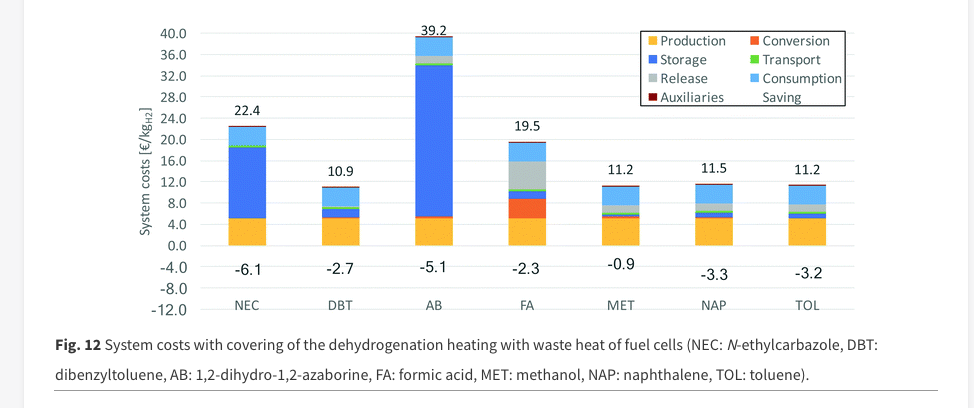 39.2
40.0
36.0
32.0
28.0
24.0
20.0
16.0
12.0
8.0
4.0
0.0
-4.0
-8.0
-12.0
System costs [€/kgH2]
Production
Conversion
Storage
Transport
Release
Consumption
Auxiliaries
Saving
22.4
10.9
19.5
11.2
11.5
11.2
-6.1
-2.7
-5.1
-2.3
-0.9
-3.3
-3.2
NEC
DBT
AB
FA
MET
NAP
TOL
Fig. 12 System costs with covering of the dehydrogenation heating with waste heat of fuel cells (NEC: N-ethylcarbazole, DBT:
dibenzyltoluene, AB: 1,2-dihydro-1,2-azaborine, FA: formic acid, MET: methanol, NAP: naphthalene, TOL: toluene).